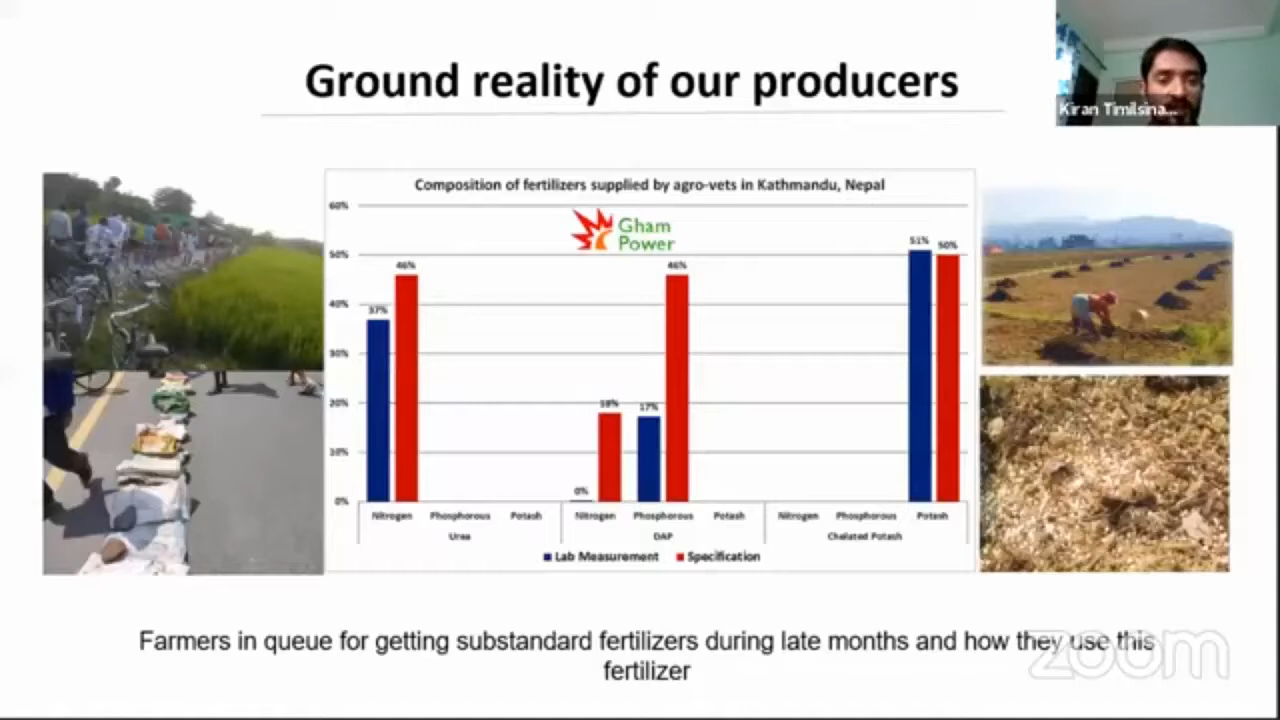 Ground reality of our producers
Kiran Timilsina...
Composition of fertilizers supplied by agro-vets in Kathmandu, Nepal
Gham
Power
60%
50%
40%
30%
20%
10%
0%
37%
46%
0%
18%
17%
46%
51%
50%
Nitrogen Phosphorous Potash Nitrogen Phosphorous Potash Nitrogen Phosphorous Potash
Urea DAP Chelated Potash
Lab Measurement Specification
Farmers in queue for getting substandard fertilizers during late months and how they use this
fertilizer
zoom